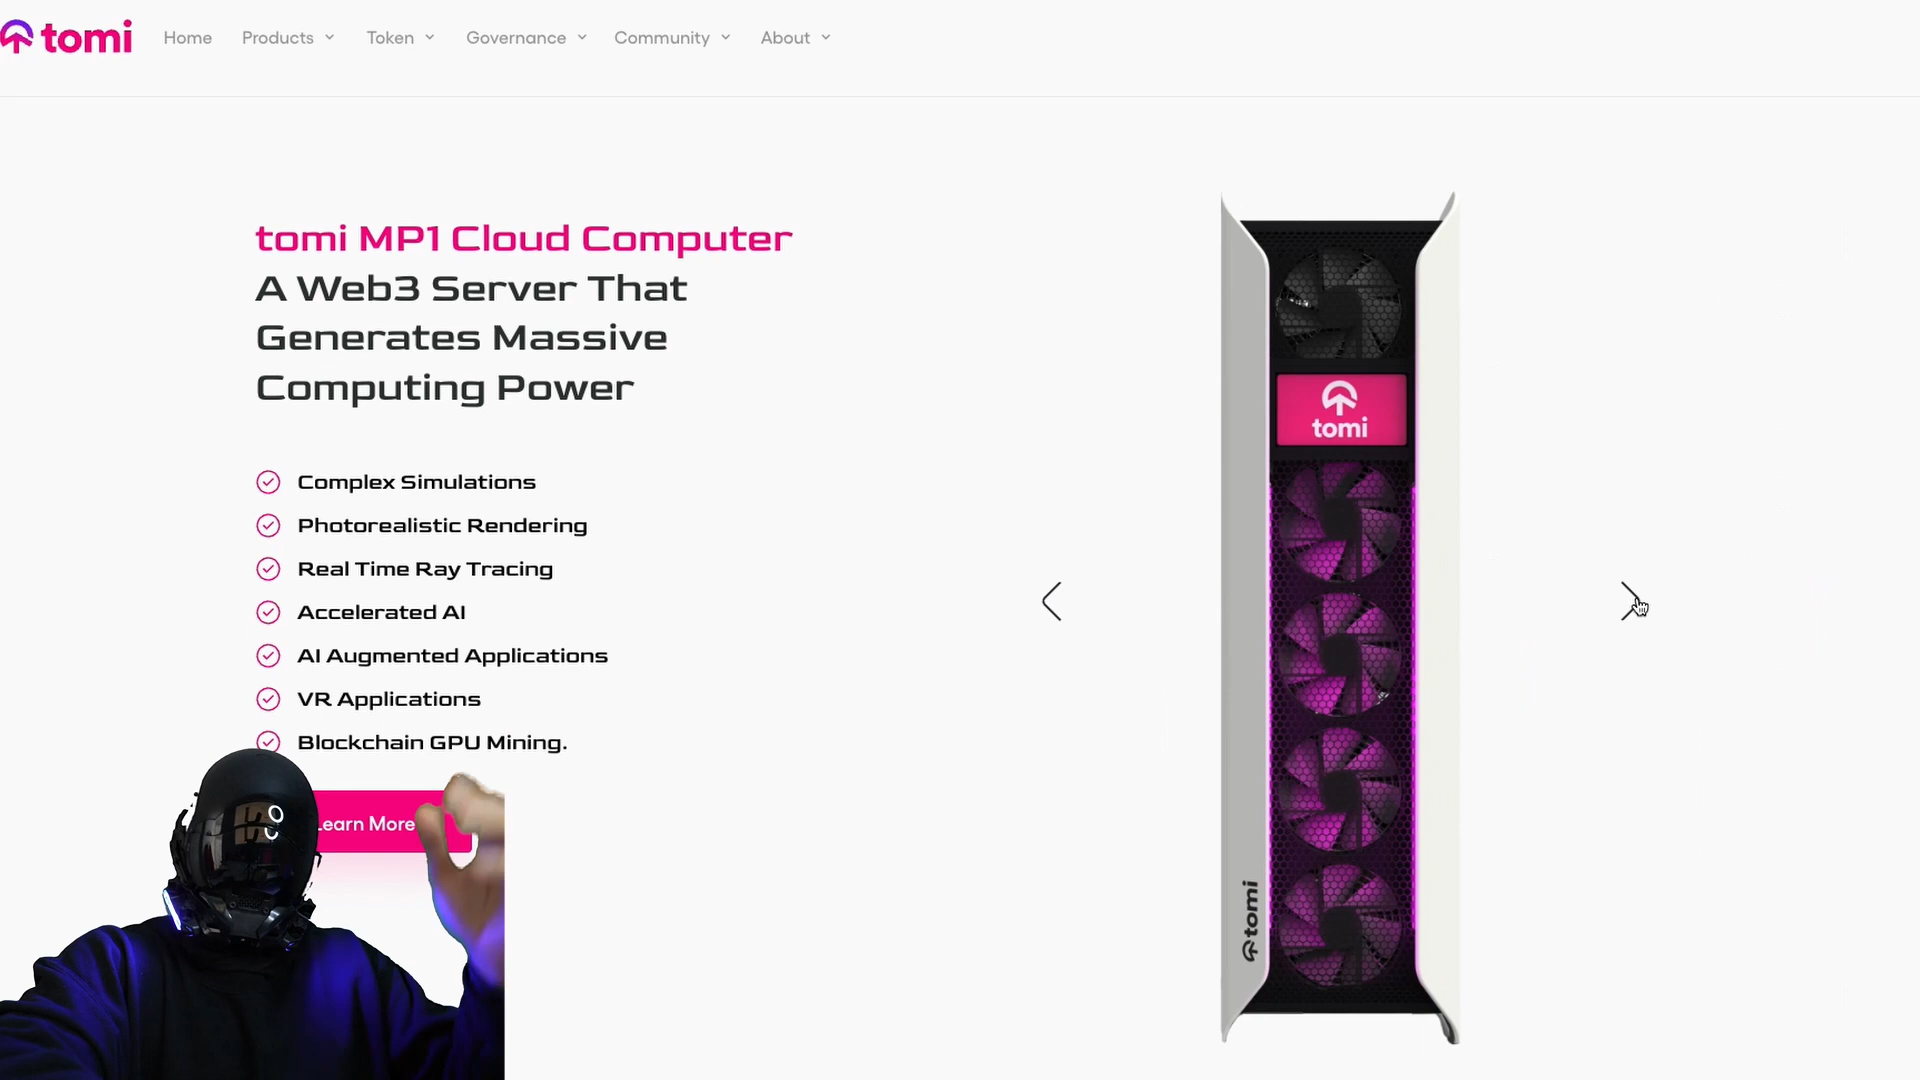 tomi
Home
Products
Token
Governance
Community
About
tomi MP1 Cloud Computer
A Web3 Server That
Generates Massive
Computing Power
Complex Simulations
Photorealistic Rendering
Real Time Ray Tracing
Accelerated AI
AI Augmented Applications
VR Applications
Blockchain GPU Mining.
Learn More
tomi
tomi